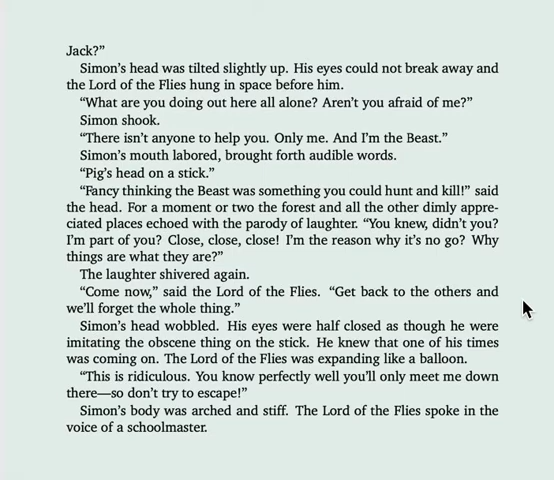 Jack?”
Simon’s head was tilted slightly up. His eyes could not break away and
the Lord of the Flies hung in space before him.
“What are you doing out here all alone? Aren’t you afraid of me?”
Simon shook.
“There isn’t anyone to help you. Only me. And I’m the Beast.”
Simon’s mouth labored, brought forth audible words.
“Pig’s head on a stick.”
“Fancy thinking the Beast was something you could hunt and kill!” said
the head. For a moment or two the forest and all the other dimly appre-
ciated places echoed with the parody of laughter. “You knew, didn’t you?
I’m part of you? Close, close, close! I’m the reason why it’s no go? Why
things are what they are?”
The laughter shivered again.
“Come now,” said the Lord of the Flies. “Get back to the others and
we’ll forget the whole thing.”
Simon’s head wobbled. His eyes were half closed as though he were
imitating the obscene thing on the stick. He knew that one of his times
was coming on. The Lord of the Flies was expanding like a balloon.
“This is ridiculous. You know perfectly well you’ll only meet me down
there—so don’t try to escape!”
Simon’s body was arched and stiff. The Lord of the Flies spoke in the
voice of a schoolmaster.